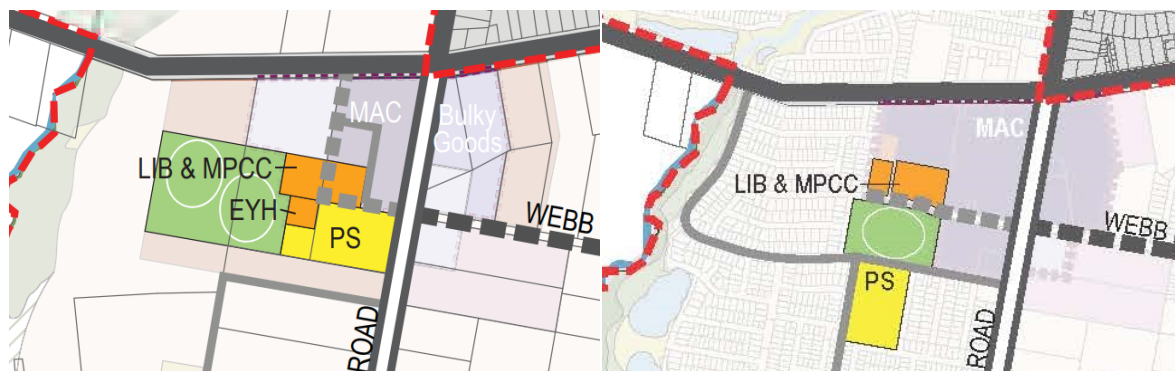 MAC
Bulky
Goods
LIB & MPCC
EYH
PS
WEBB
ROAD
MAC
LIB & MPCC
WEBB
PS
ROAD